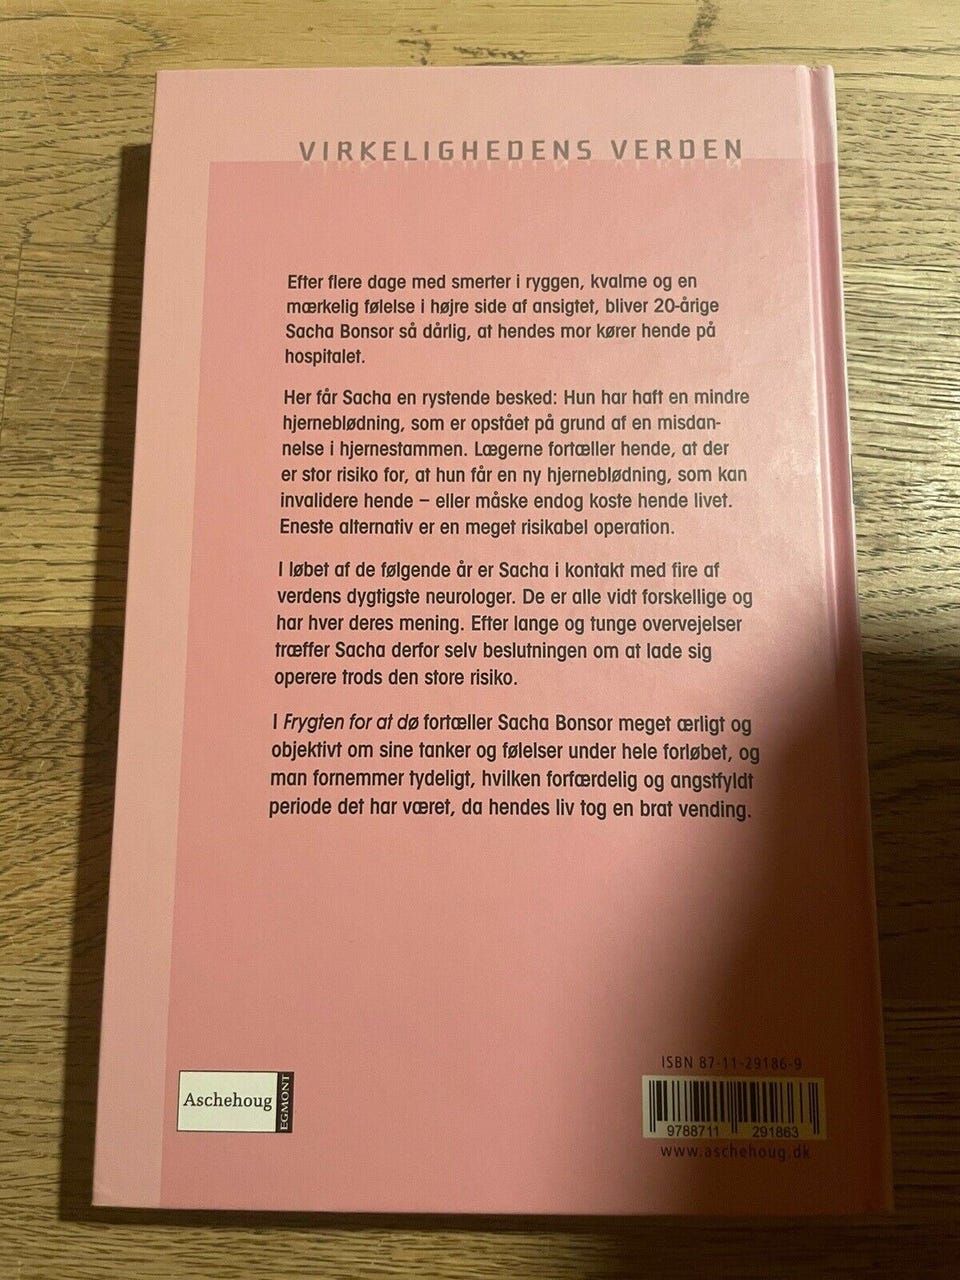 VIRKELIGHEDENS VERDEN
Efter flere dage med smerter i ryggen, kvalme og en
mærkelig følelse i højre side af ansigtet, bliver 20-årige
Sacha Bonsor så dårlig, at hendes mor kører hende på
hospitalet.
Her får Sacha en rystende besked: Hun har haft en mindre
hjerneblødning, som er opstået på grund af en misdan-
nelse i hjernestammen. Lægerne fortæller hende, at der
er stor risiko for, at hun får en ny hjerneblødning, som kan
invalidere hende – eller måske endog koste hende livet.
Eneste alternativ er en meget risikabel operation.
I løbet af de følgende år er Sacha i kontakt med fire af
verdens dygtigste neurologer. De er alle vidt forskellige og
har hver deres mening. Efter lange og tunge overvejelser
træffer Sacha derfor selv beslutningen om at lade sig
operere trods den store risiko.
I Frygten for at dø fortæller Sacha Bonsor meget ærligt og
objektivt om sine tanker og følelser under hele forløbet, og
man fornemmer tydeligt, hvilken forfærdelig og angstfyldt
periode det har været, da hendes liv tog en brat vending.
Aschehoug
EGMONT
ISBN 87-11-29186-9
9788711 291863
www.aschehoug.dk